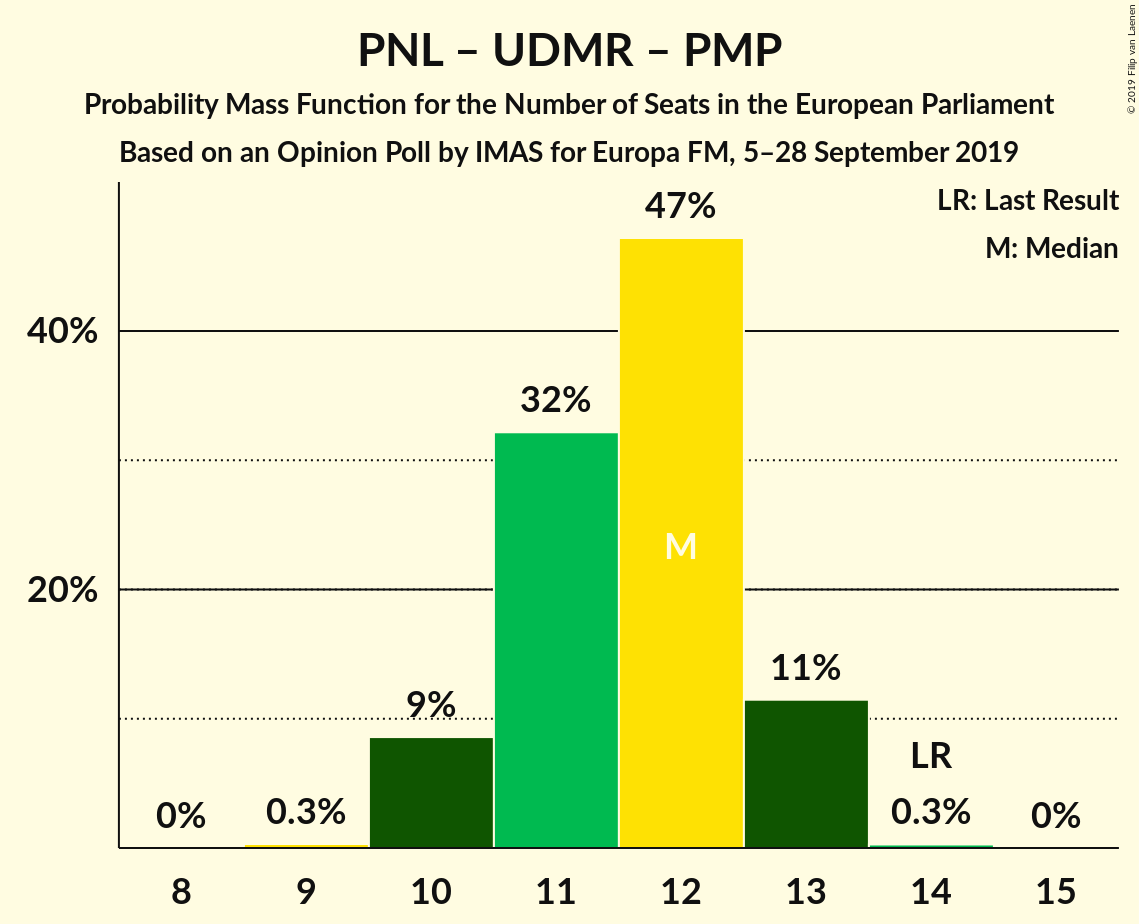 PNL – UDMR – PMP
Probability Mass Function for the Number of Seats in the European Parliament
Based on an Opinion Poll by IMAS for Europa FM, 5–28 September 2019
© 2019 Filip van Laenen
LR: Last Result
M: Median
47%
40%
32%
M
20%
11%
9%
LR
0%
0.3%
0.3%
0%
8
9
10
11
12
13
14
15